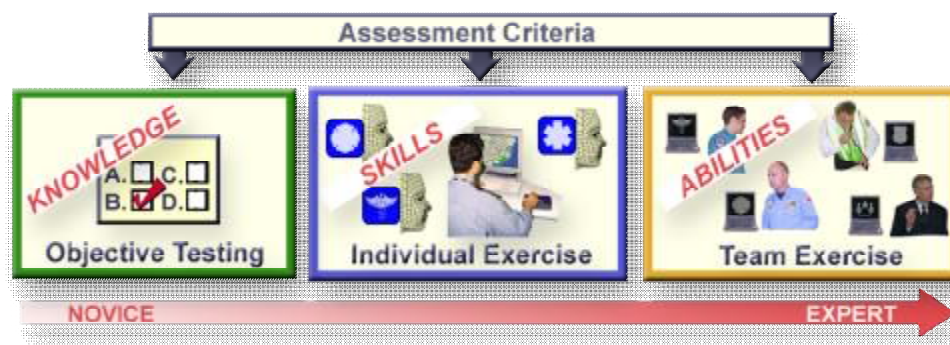 Assessment Criteria
KNOWLEDGE
A. C.
B. D.
Objective Testing
SKILLS
Individual Exercise
ABILITIES
Team Exercise
NOVICE
EXPERT